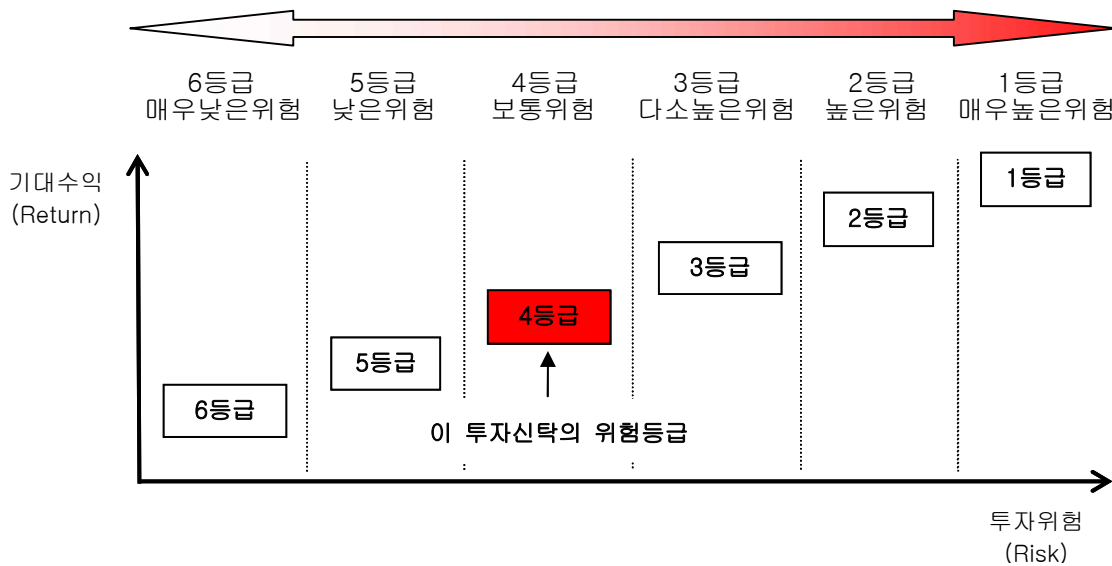 6등급 5등급 4등급 3등급 2등급 1등급
매우낮은위험 낮은위험 보통위험 다소높은위험 높은위험 매우높은위험
기대수익
(Return)
1등급
2등급
3등급
4등급
5등급
6등급
이 투자신탁의 위험등급
투자위험
(Risk)